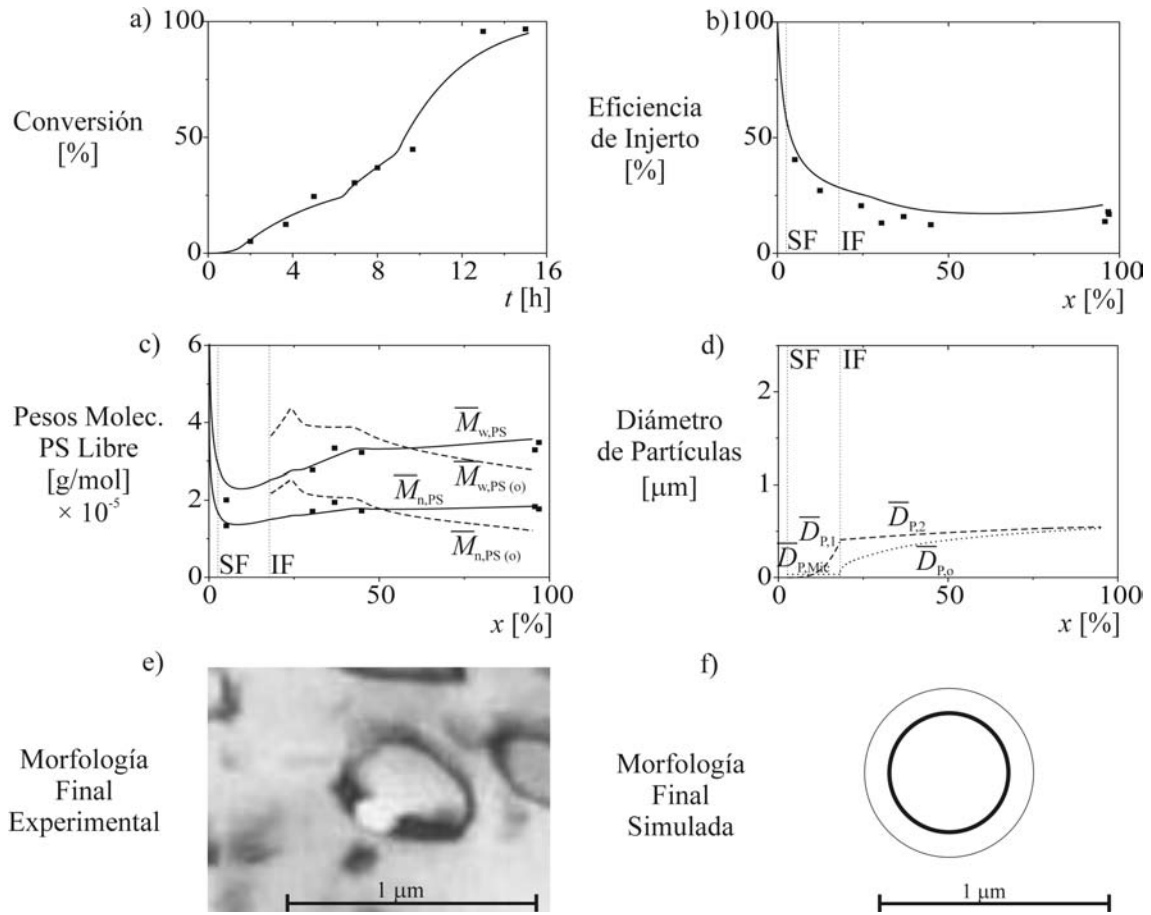 a)
100
50
0
Conversión
[%]
0 4 8 12 16
t [h]
b)
100
50
0
Eficiencia
de Injerto
[%]
SF IF
0 50 100
x [%]
c)
6
4
2
0
Pesos Molec.
PS Libre
[g/mol]
× 10⁻⁵
M̅w,PS
M̅w,PS (o)
M̅n,PS
M̅n,PS (o)
SF IF
0 50 100
x [%]
d)
2
1
0
Diámetro
de Partículas
[μm]
SF IF
D̅P,1
D̅P,2
D̅P,Mic
D̅P,o
0 50 100
x [%]
e)
Morfología
Final
Experimental
1 μm
f)
Morfología
Final
Simulada
1 μm